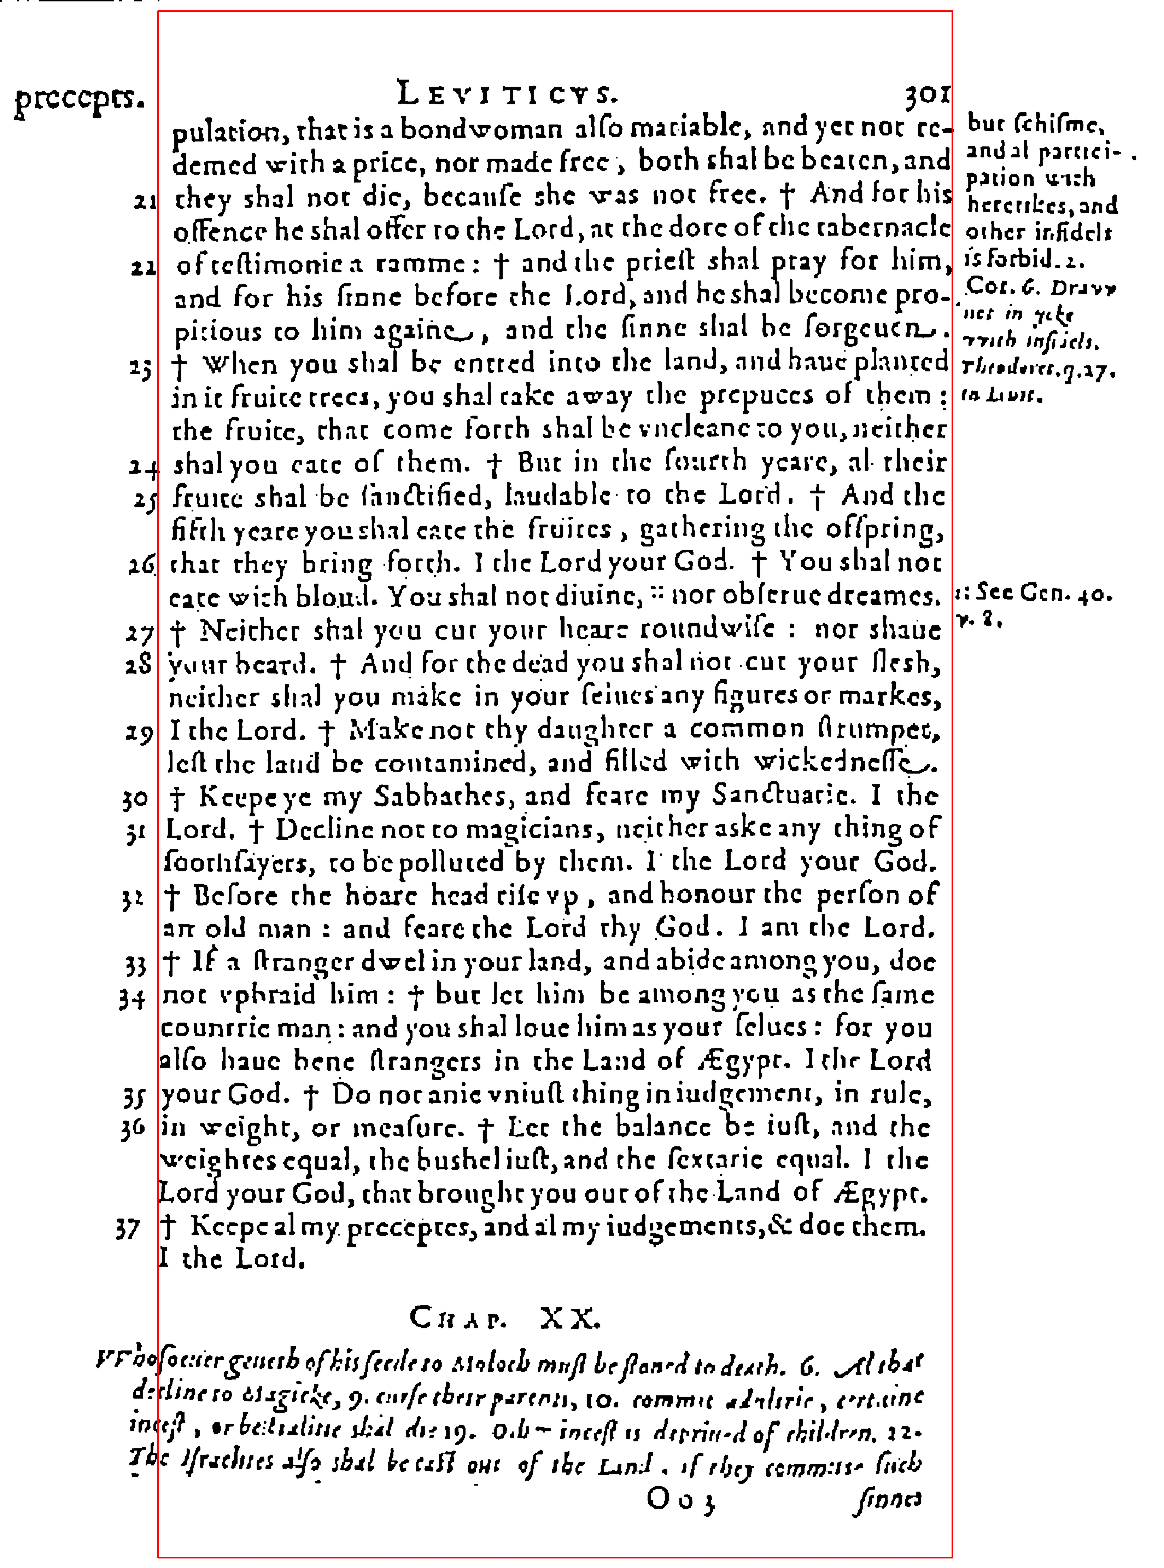 precepts.
LEVITICVS.
301
pulation, that is a bondwoman alſo mariable, and yet not re-
demed with a price, nor made free, both shal be beaten, and
21 they shal not die, becauſe she was not free. † And for his
offence he shal offer to the Lord, at the dore of the tabernacle
22 of teſtimonie a ramme: † and the prieſt shal pray for him,
and for his ſinne before the Lord, and he shal become pro-
pitious to him againe, and the ſinne shal be forgeuen.
23 † When you shal be entred into the land, and haue planted
in it fruite trees, you shal take away the prepuces of them:
the fruite, that come forth shal be vncleane to you, neither
24 shal you eate of them. † But in the fourth yeare, al their
25 fruite shal be ſanctified, laudable to the Lord. † And the
fifth yeare you shal eate the fruites, gathering the offpring,
26 that they bring forth. I the Lord your God. † You shal not
eate with bloud. You shal not diuine, :: nor obſerue dreames.
27 † Neither shal you cut your heare roundwiſe: nor shaue
28 your beard. † And for the dead you shal not cut your flesh,
neither shal you make in your ſelues any figures or markes,
29 I the Lord. † Make not thy daughter a common ſtrumpet,
leſt the land be contamined, and filled with wickedneſſe.
30 † Keepe ye my Sabbathes, and feare my Sanctuarie. I the
31 Lord. † Decline not to magicians, neither aske any thing of
ſoothſayers, to be polluted by them. I the Lord your God.
32 † Before the hoare head riſe vp, and honour the perſon of
an old man: and feare the Lord thy God. I am the Lord.
33 † If a ſtranger dwel in your land, and abide among you, doe
34 not vpbraid him: † but let him be among you as the ſame
countrie man: and you shal loue him as your ſelues: for you
alſo haue bene ſtrangers in the Land of Ægypt. I the Lord
35 your God. † Do not anie vniuſt thing in iudgement, in rule,
36 in weight, or meaſure. † Let the balance be iuſt, and the
weightes equal, the bushel iuſt, and the ſextarie equal. I the
Lord your God, that brought you out of the Land of Ægypt.
37 † Keepe al my preceptes, and al my iudgements, & doe them.
I the Lord.
but ſchiſme,
and al partici-
pation with
heretikes, and
other infidels
is forbid. 2.
Cor. 6. Dravv
not in yoke
vvith infidels.
Theodoret. q. 27.
in Leuit.
:: See Gen. 40.
v. 8.
CHAP. XX.
VVhoſoeuer geueth of his ſeede to Moloch muſt be ſtoned to death. 6. Al that
decline to Magicke, 9. curſe their parents, 10. commit adulterie, certaine
inceſt, or beſtialitie shal die 19. Other inceſt is depriued of children. 22.
The Iſraelites alſo shal be caſt out of the Land, if they committe ſuch
Oo3
ſinnes